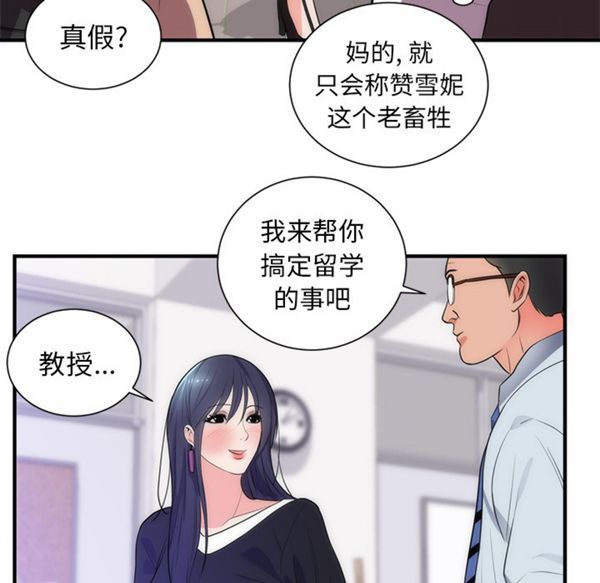 真假?
妈的, 就
只会称赞雪妮
这个老畜牲
我来帮你
搞定留学
的事吧
教授...